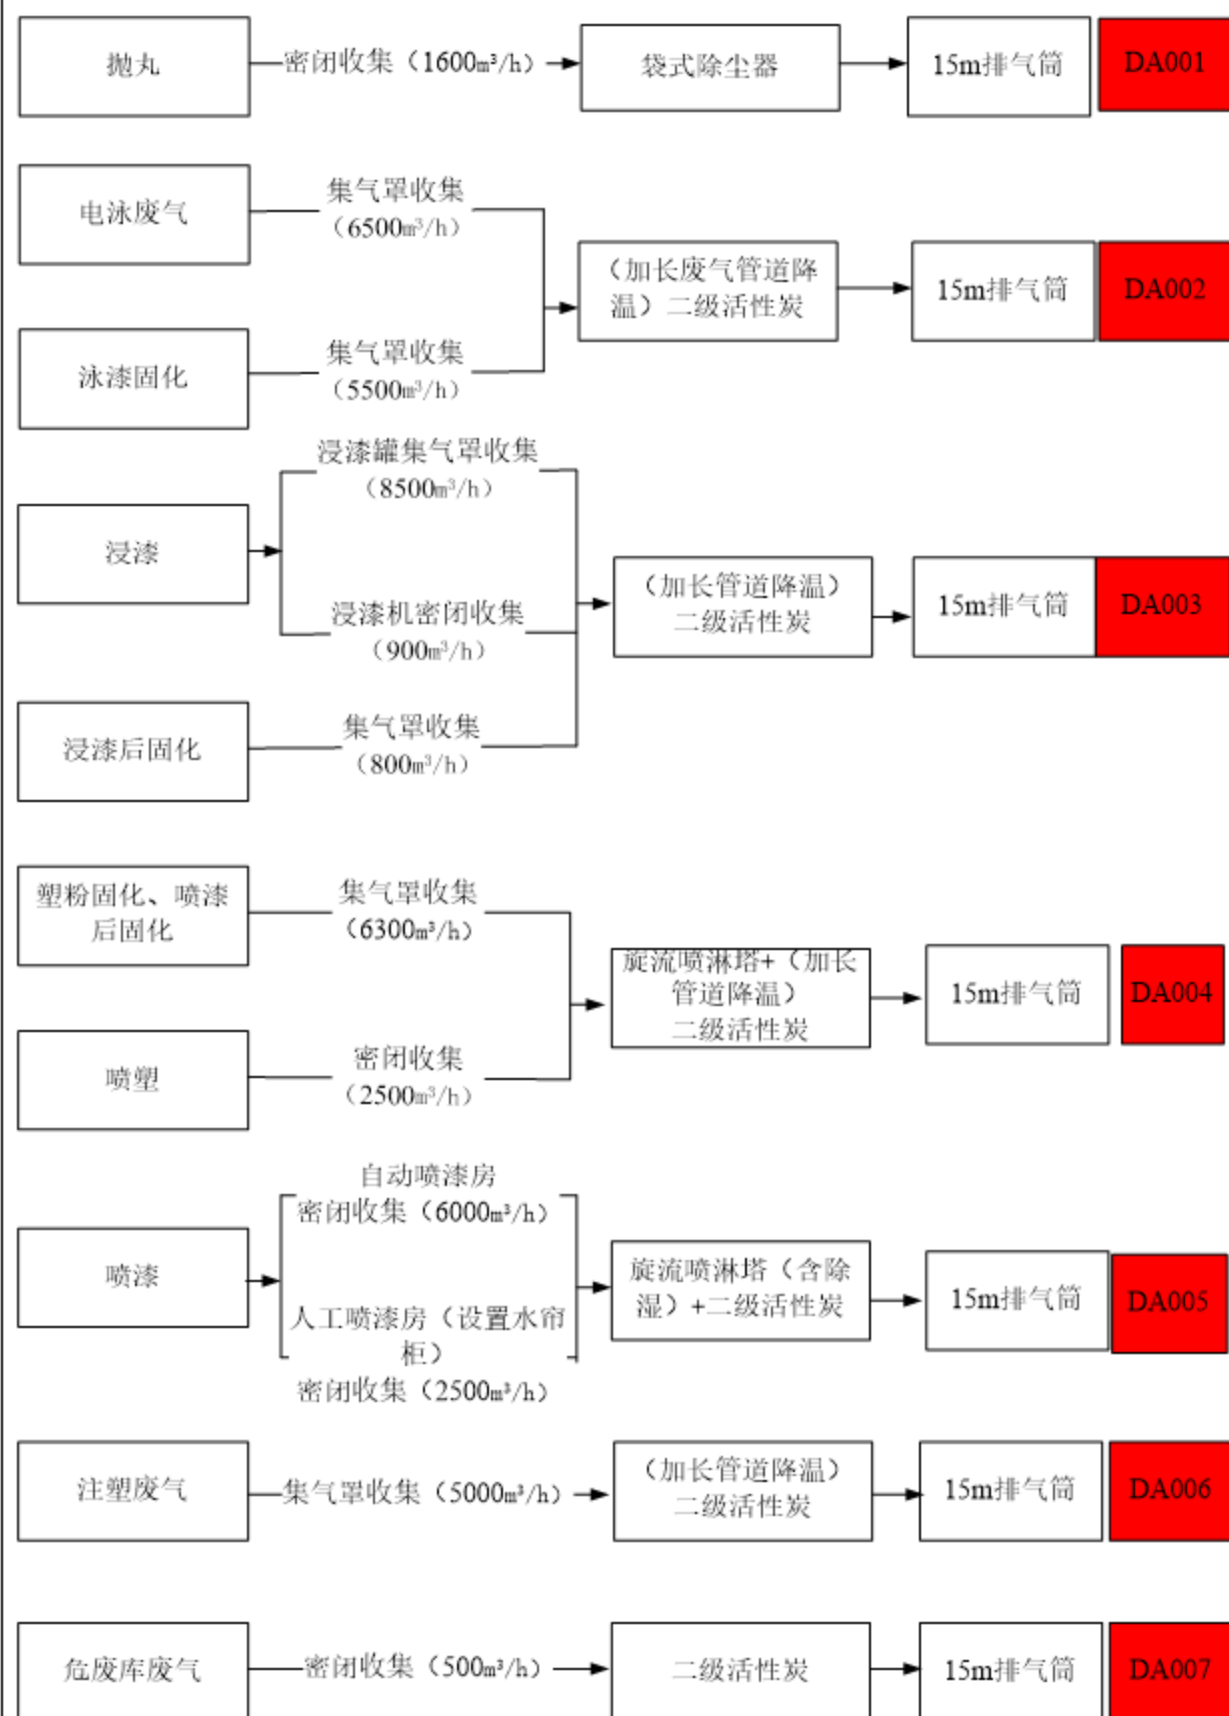 抛丸
密闭收集（1600m³/h）
袋式除尘器
15m排气筒
DA001
电泳废气
集气罩收集
（6500m³/h）
泳漆固化
集气罩收集
（5500m³/h）
（加长废气管道降
温）二级活性炭
15m排气筒
DA002
浸漆
浸漆罐集气罩收集
（8500m³/h）
浸漆机密闭收集
（900m³/h）
浸漆后固化
集气罩收集
（800m³/h）
（加长管道降温）
二级活性炭
15m排气筒
DA003
塑粉固化、喷漆
后固化
集气罩收集
（6300m³/h）
喷塑
密闭收集
（2500m³/h）
旋流喷淋塔+（加长
管道降温）
二级活性炭
15m排气筒
DA004
喷漆
自动喷漆房
密闭收集（6000m³/h）
人工喷漆房（设置水帘
柜）
密闭收集（2500m³/h）
旋流喷淋塔（含除
湿）+二级活性炭
15m排气筒
DA005
注塑废气
集气罩收集（5000m³/h）
（加长管道降温）
二级活性炭
15m排气筒
DA006
危废库废气
密闭收集（500m³/h）
二级活性炭
15m排气筒
DA007